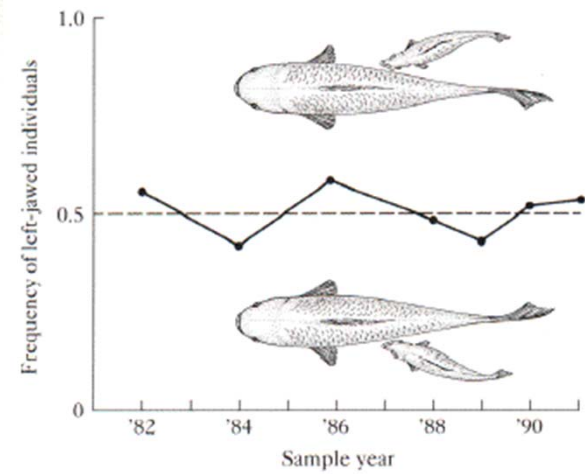 1.0
Frequency of left-jawed individuals
0.5
0
'82 '84 '86 '88 '90
Sample year